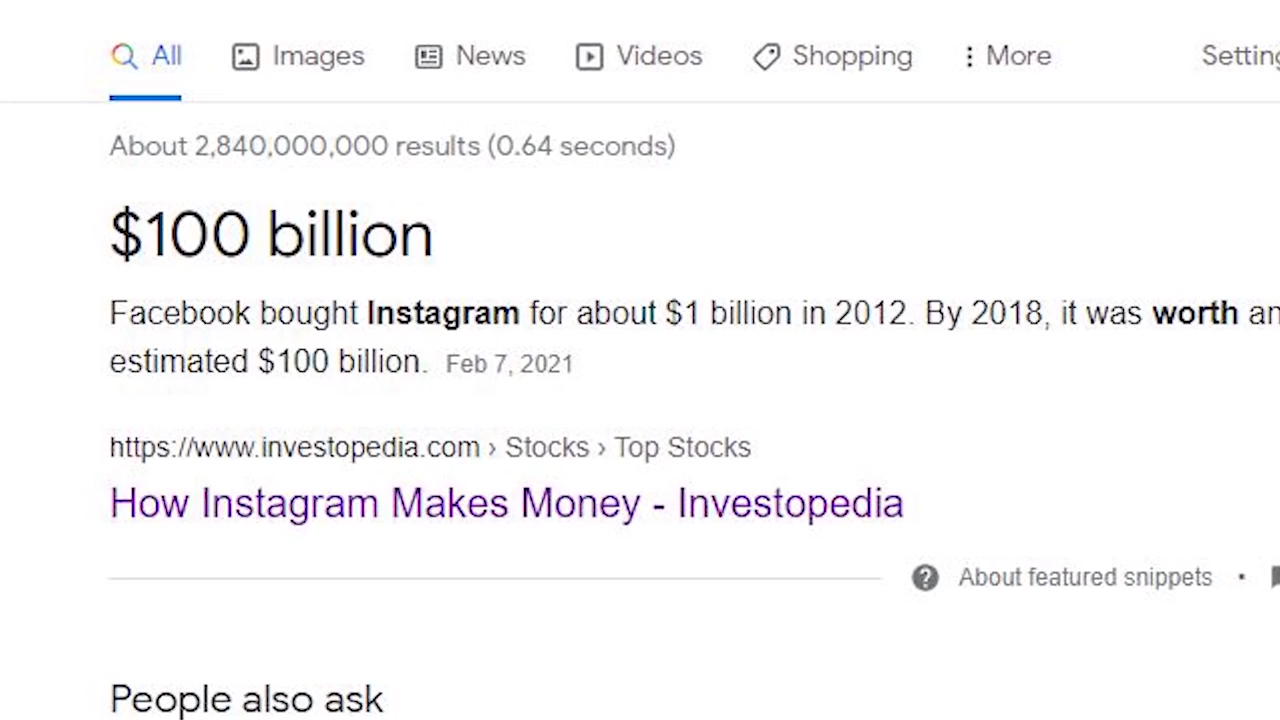 All Images News Videos Shopping More
About 2,840,000,000 results (0.64 seconds)
$100 billion
Facebook bought Instagram for about $1 billion in 2012. By 2018, it was worth
estimated $100 billion. Feb 7, 2021
https://www.investopedia.com › Stocks › Top Stocks
How Instagram Makes Money - Investopedia
About featured snippets ·
People also ask